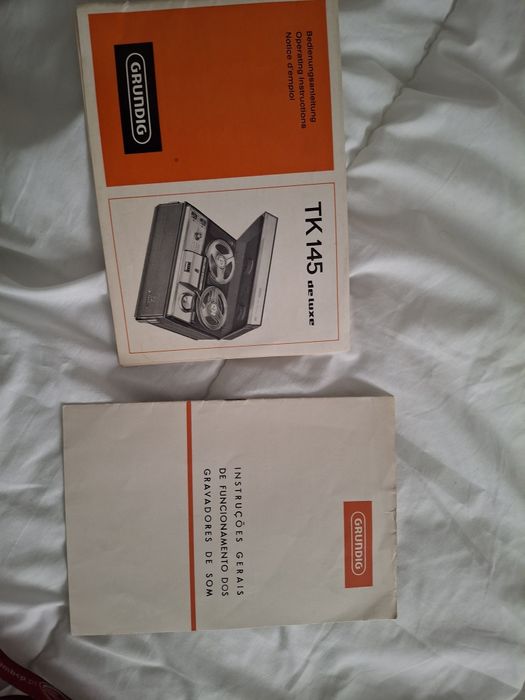 Bedienungsanleitung
Operating Instructions
Notice d'emploi
GRUNDIG
TK 145 de luxe
GRUNDIG
INSTRUÇÕES GERAIS
DE FUNCIONAMENTO DOS
GRAVADORES DE SOM